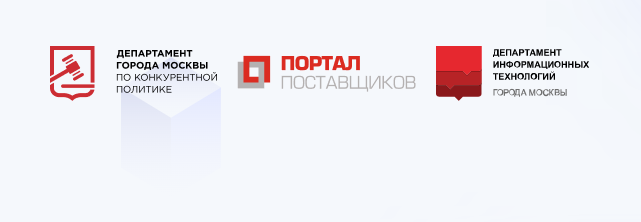 ДЕПАРТАМЕНТ
ГОРОДА МОСКВЫ
ПО КОНКУРЕНТНОЙ
ПОЛИТИКЕ
ПОРТАЛ
ПОСТАВЩИКОВ
ДЕПАРТАМЕНТ
ИНФОРМАЦИОННЫХ
ТЕХНОЛОГИЙ
ГОРОДА МОСКВЫ